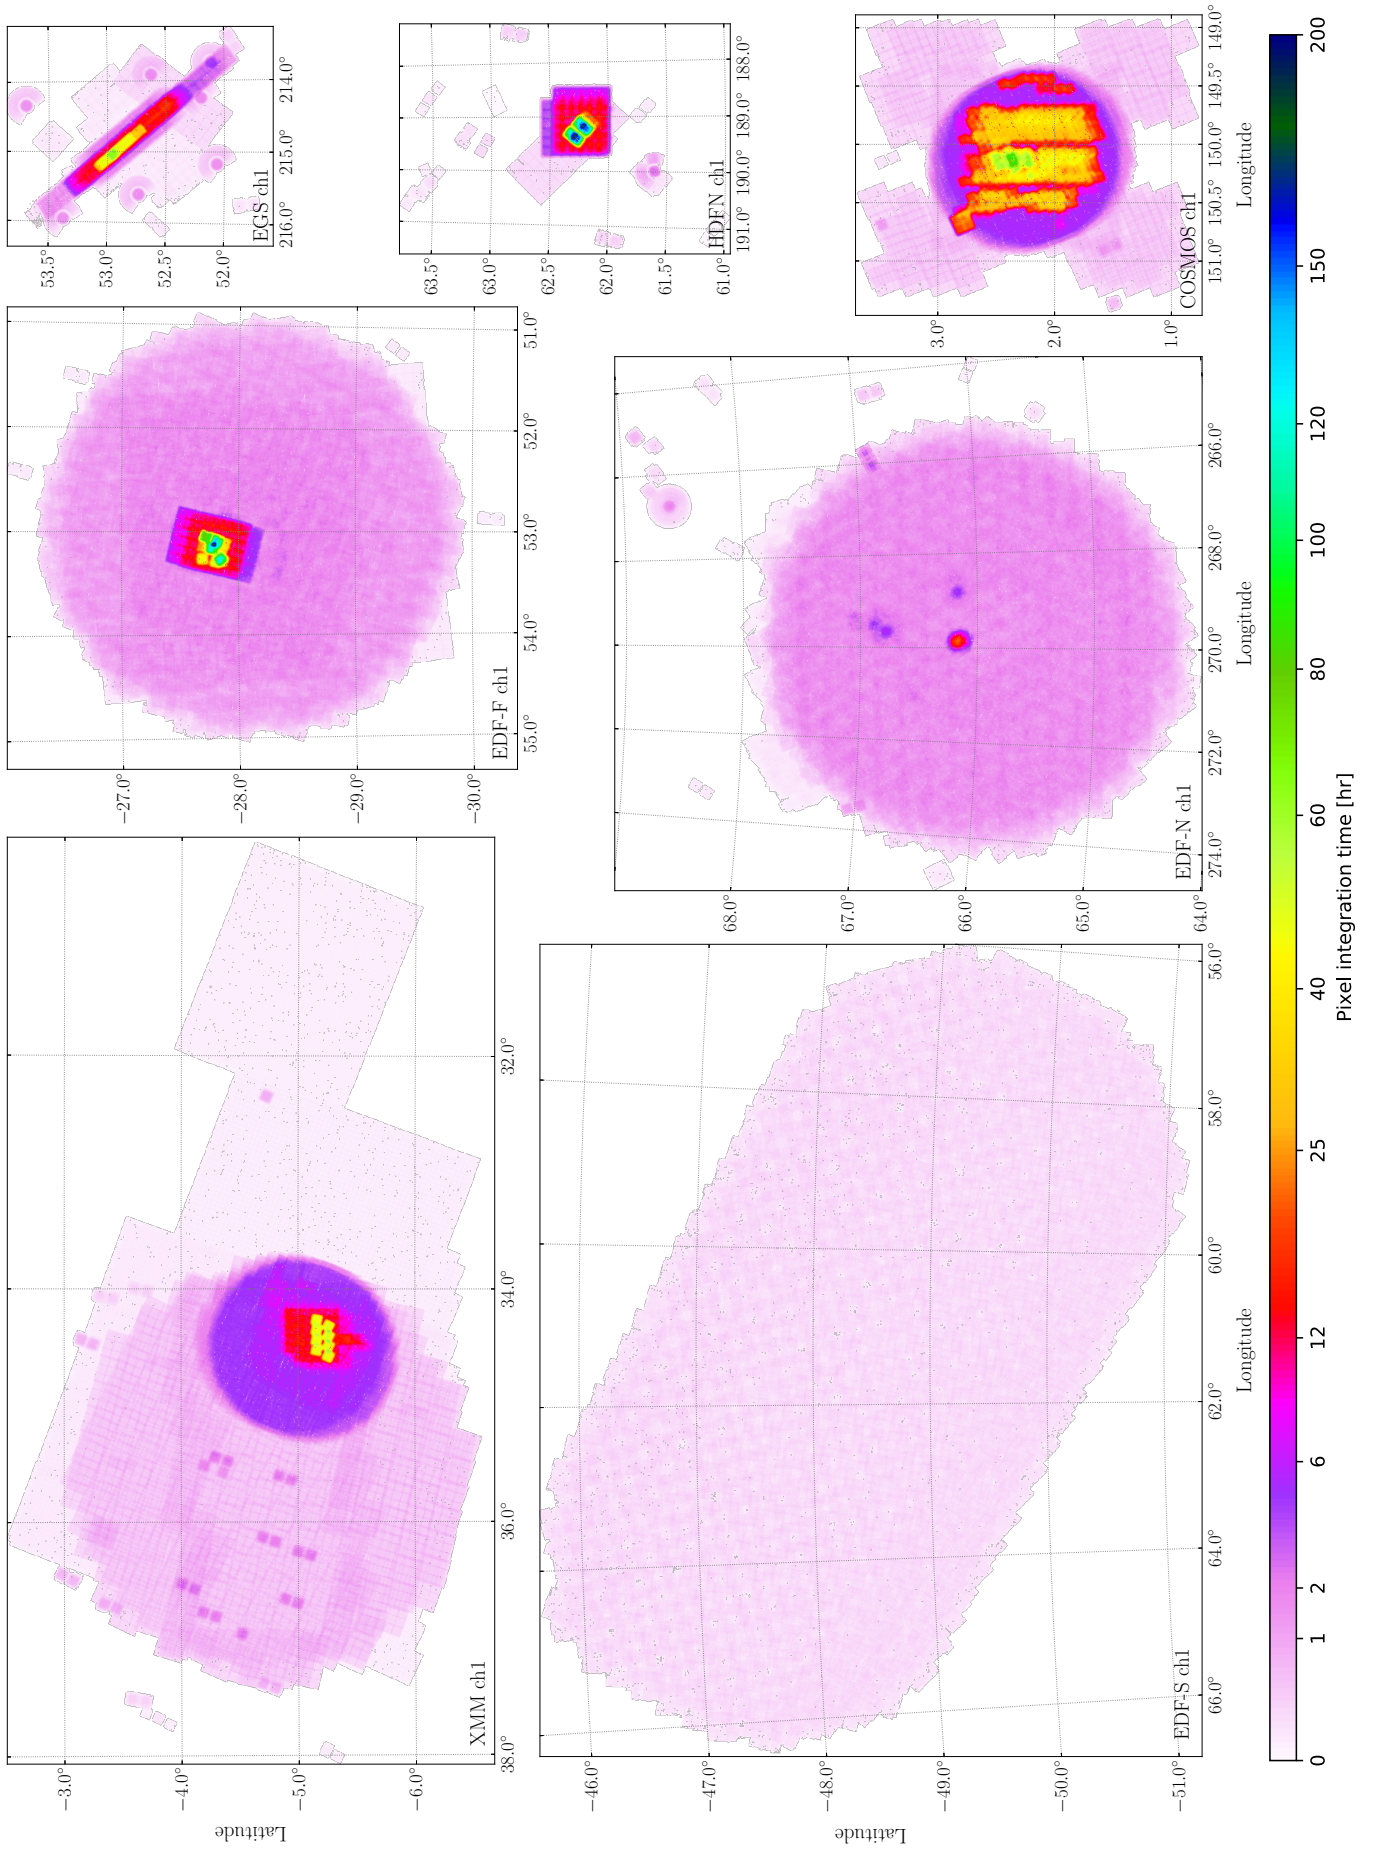 Latitude
−3.0°
−4.0°
−5.0°
−6.0°
XMM ch1
38.0° 36.0° 34.0° 32.0°
−27.0°
−28.0°
−29.0°
−30.0°
EDF-F ch1
55.0° 54.0° 53.0° 52.0° 51.0°
53.5°
53.0°
52.5°
52.0°
EGS ch1
216.0° 215.0° 214.0°
63.5°
63.0°
62.5°
62.0°
61.5°
61.0°
HDFN ch1
191.0° 190.0° 189.0° 188.0°
Latitude
−46.0°
−47.0°
−48.0°
−49.0°
−50.0°
−51.0°
EDF-S ch1
66.0° 64.0° 62.0° 60.0° 58.0° 56.0°
Longitude
68.0°
67.0°
66.0°
65.0°
64.0°
EDF-N ch1
274.0° 272.0° 270.0° 268.0° 266.0°
Longitude
3.0°
2.0°
1.0°
COSMOS ch1
151.0° 150.5° 150.0° 149.5° 149.0°
Longitude
0 1 2 6 12 25 40 60 80 100 120 150 200
Pixel integration time [hr]